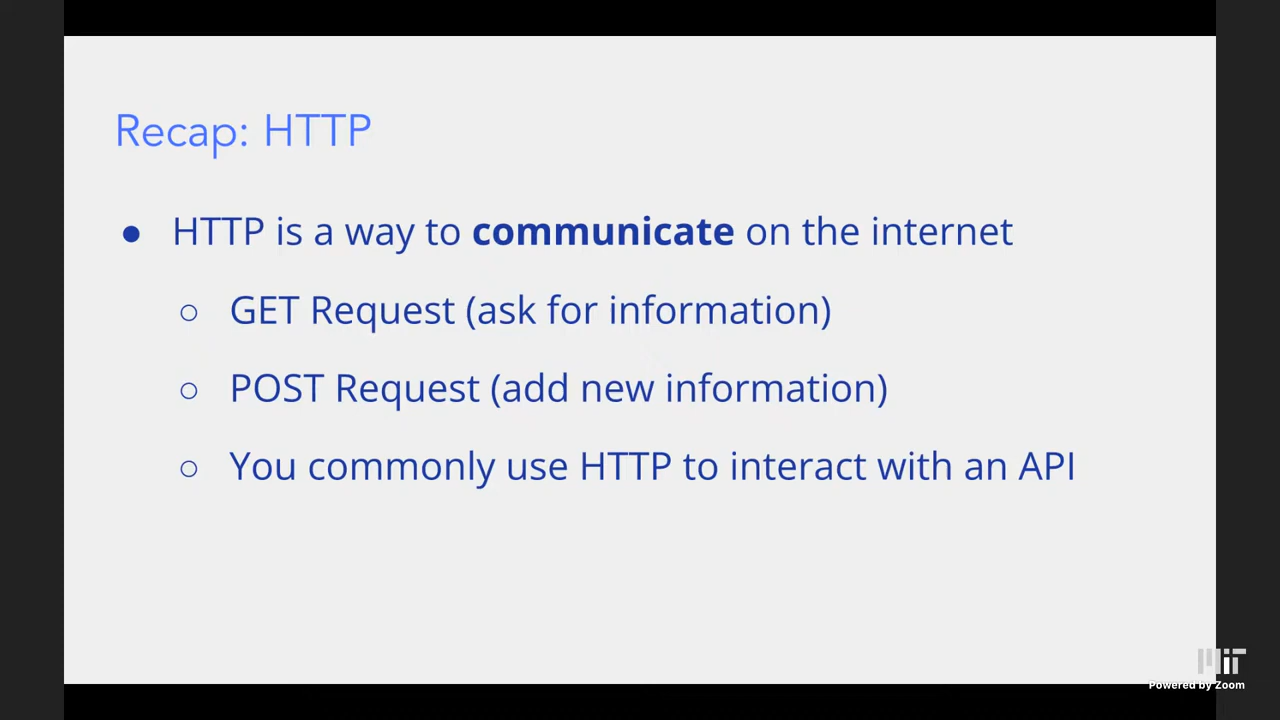 Recap: HTTP
● HTTP is a way to communicate on the internet
○ GET Request (ask for information)
○ POST Request (add new information)
○ You commonly use HTTP to interact with an API
MIT
Powered by Zoom